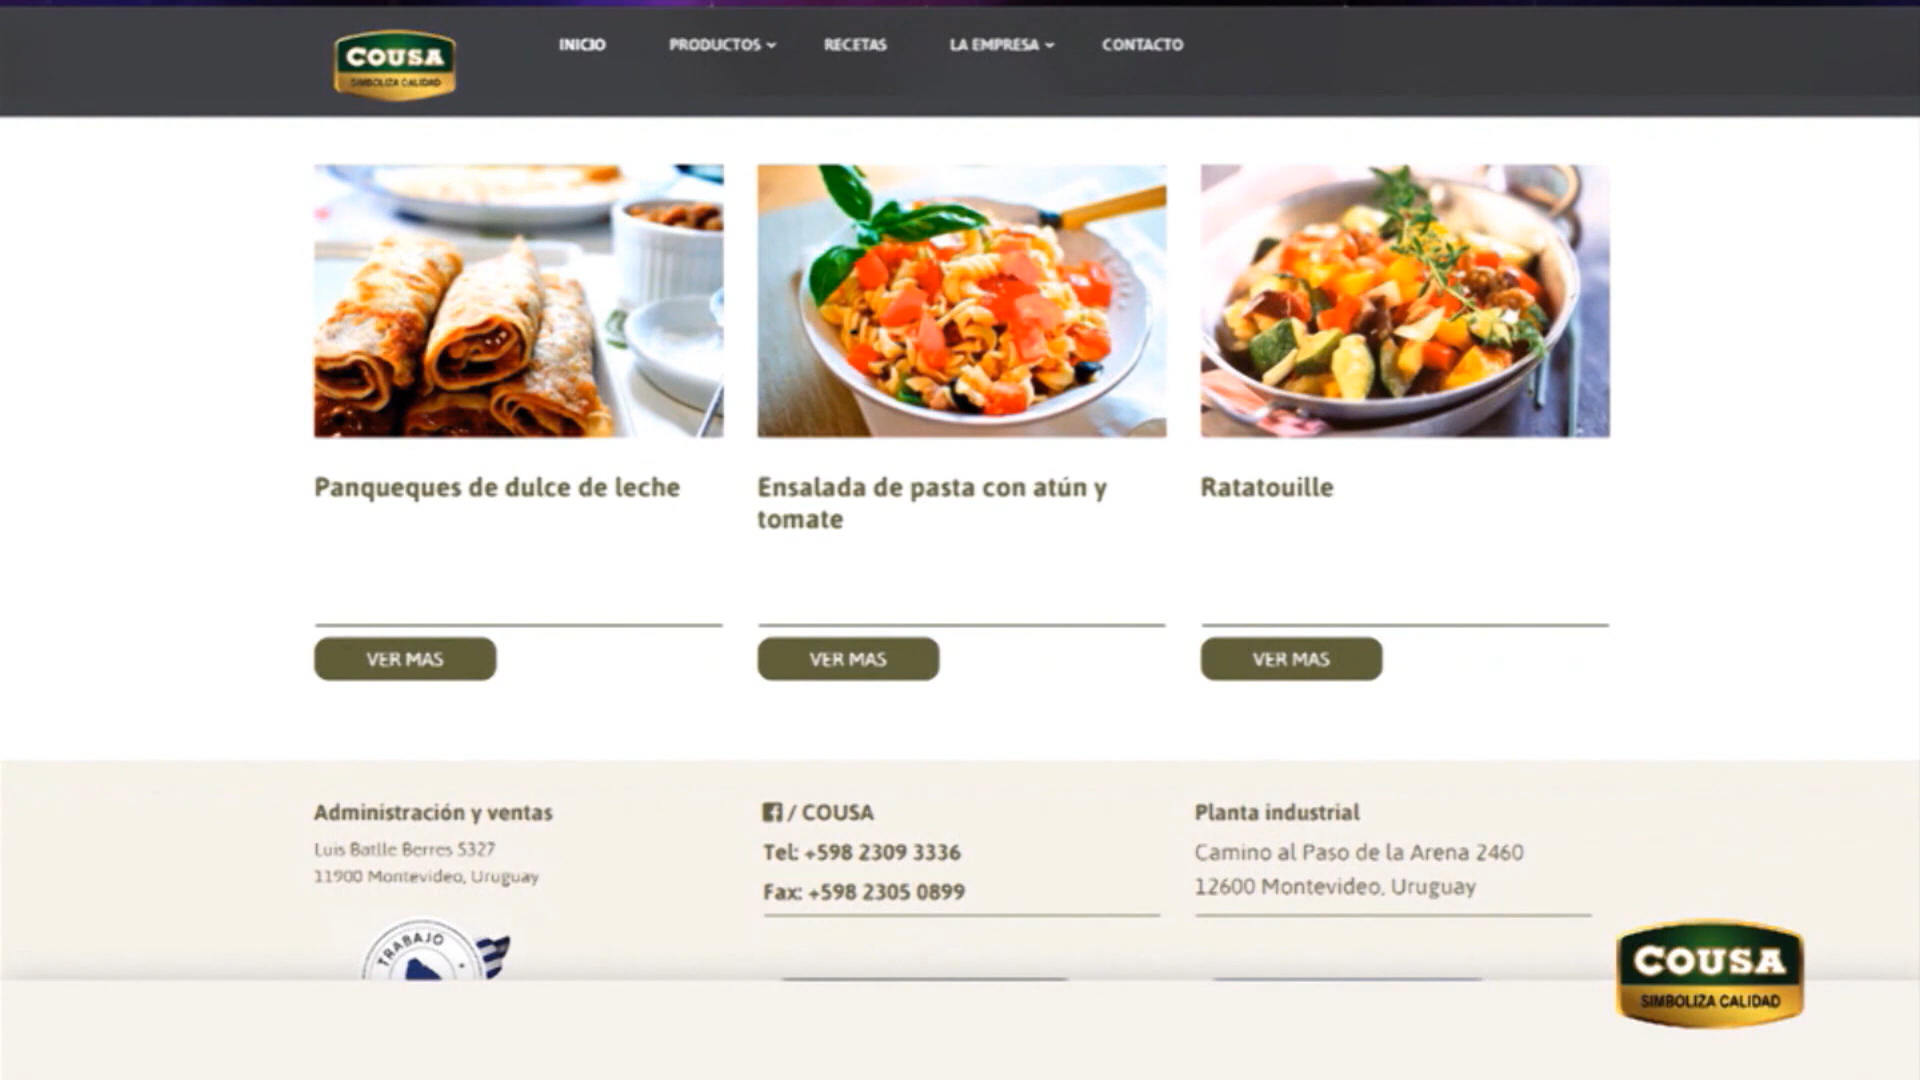 COUSA
SIMBOLIZA CALIDAD
INICIO
PRODUCTOS
RECETAS
LA EMPRESA
CONTACTO
Panqueques de dulce de leche
Ensalada de pasta con atún y
tomate
Ratatouille
VER MAS
VER MAS
VER MAS
Administración y ventas
Luis Batlle Berres 5327
11900 Montevideo, Uruguay
TRABAJO
/ COUSA
Tel: +598 2309 3336
Fax: +598 2305 0899
Planta industrial
Camino al Paso de la Arena 2460
12600 Montevideo, Uruguay
COUSA
SIMBOLIZA CALIDAD